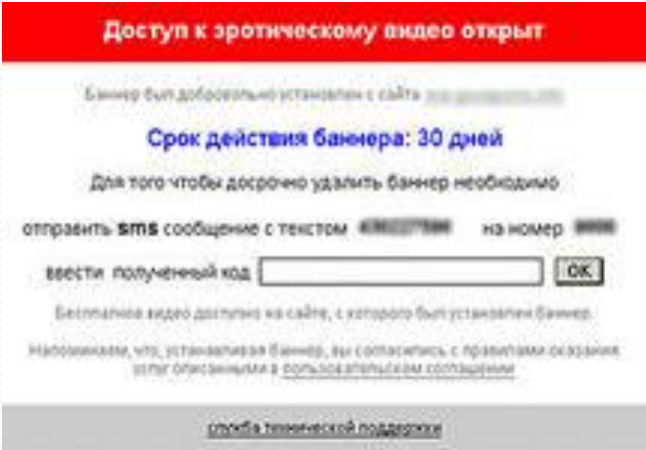 Доступ к эротическому видео открыт
Баннер был добровольно установлен с сайта
Срок действия баннера: 30 дней
Для того чтобы досрочно удалить баннер необходимо
отправить sms сообщение с текстом на номер
ввести полученный код OK
Бесплатное видео доступно на сайте, с которого был установлен баннер.
Напоминаем, что, устанавливая баннер, вы согласились с правилами оказания
услуг описанными в пользовательском соглашении
служба технической поддержки